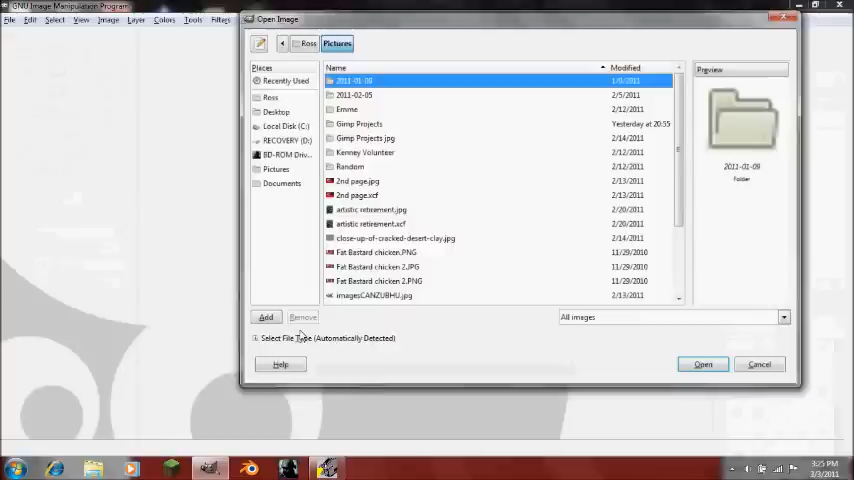 GNU Image Manipulation Program
File Edit Select View Image Layer Colors Tools Filters
Open Image
Ross Pictures
Places
Recently Used
Ross
Desktop
Local Disk (C:)
RECOVERY (D:)
BD-ROM Driv...
Pictures
Documents
Name Modified
2011-01-09 1/9/2011
2011-02-05 2/5/2011
Emme 2/12/2011
Gimp Projects Yesterday at 20:55
Gimp Projects jpg 2/14/2011
Kenney Volunteer 2/12/2011
Random 2/12/2011
2nd page.jpg 2/13/2011
2nd page.xcf 2/13/2011
artistic retirement.jpg 2/20/2011
artistic retirement.xcf 2/20/2011
close-up-of-cracked-desert-clay.jpg 2/14/2011
Fat Bastard chicken.PNG 11/29/2010
Fat Bastard chicken 2.JPG 11/29/2010
Fat Bastard chicken 2.PNG 11/29/2010
imagesCANZUBHU.jpg 2/13/2011
Preview
2011-01-09
Folder
Add Remove
All images
Select File Type (Automatically Detected)
Help Open Cancel
3:25 PM
3/3/2011